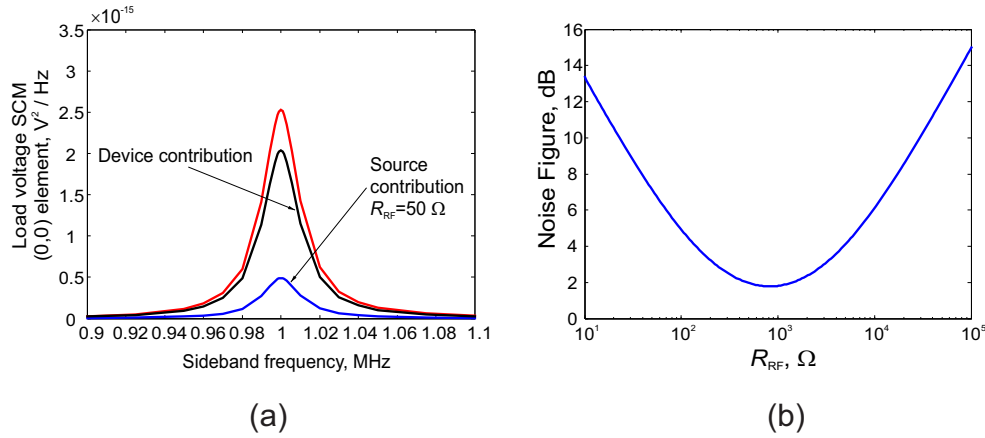 ×10⁻¹⁵
3.5
3
2.5
2
1.5
1
0.5
0
Load voltage SCM
(0,0) element, V² / Hz
Device contribution
Source
contribution
R_RF=50 Ω
0.9 0.92 0.94 0.96 0.98 1 1.02 1.04 1.06 1.08 1.1
Sideband frequency, MHz
(a)
16
14
12
10
8
6
4
2
0
Noise Figure, dB
10¹ 10² 10³ 10⁴ 10⁵
R_RF, Ω
(b)